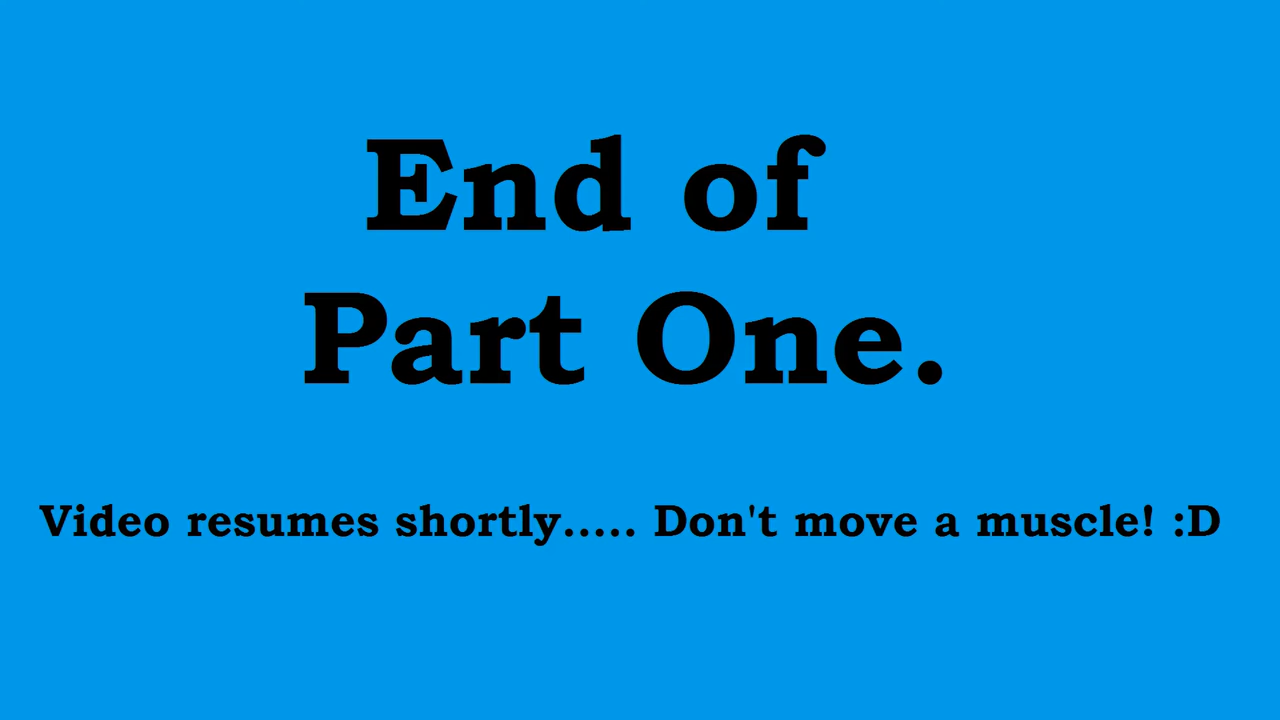 End of
Part One.
Video resumes shortly..... Don't move a muscle! :D